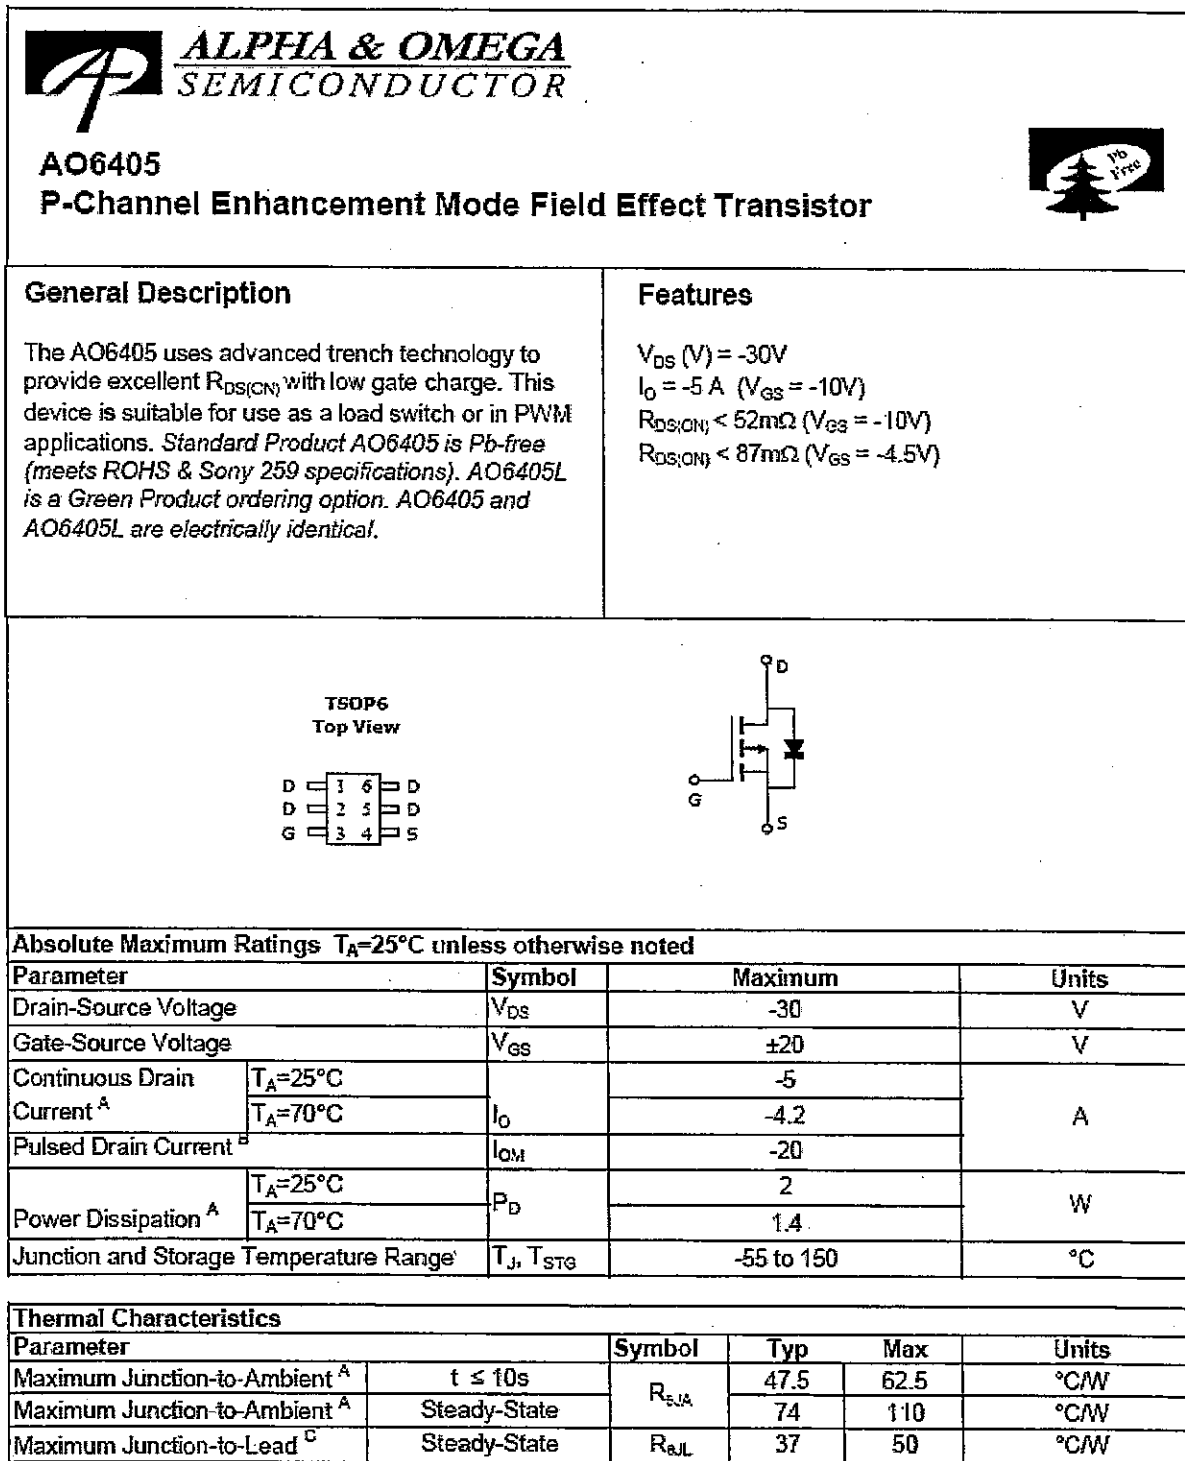 ALPHA & OMEGA
SEMICONDUCTOR
AO6405
P-Channel Enhancement Mode Field Effect Transistor
Pb
Free
General Description
The AO6405 uses advanced trench technology to
provide excellent RDS(ON) with low gate charge. This
device is suitable for use as a load switch or in PWM
applications. Standard Product AO6405 is Pb-free
(meets ROHS & Sony 259 specifications). AO6405L
is a Green Product ordering option. AO6405 and
AO6405L are electrically identical.
Features
VDS (V) = -30V
ID = -5 A (VGS = -10V)
RDS(ON) < 52mΩ (VGS = -10V)
RDS(ON) < 87mΩ (VGS = -4.5V)
TSOP6
Top View
D 1 6 D
D 2 5 D
G 3 4 S
D
G
S
Absolute Maximum Ratings TA=25°C unless otherwise noted
Parameter Symbol Maximum Units
Drain-Source Voltage VDS -30 V
Gate-Source Voltage VGS ±20 V
Continuous Drain TA=25°C -5
Current A TA=70°C ID -4.2 A
Pulsed Drain Current B IDM -20
TA=25°C PD 2 W
Power Dissipation A TA=70°C 1.4
Junction and Storage Temperature Range TJ, TSTG -55 to 150 °C
Thermal Characteristics
Parameter Symbol Typ Max Units
Maximum Junction-to-Ambient A t ≤ 10s RθJA 47.5 62.5 °C/W
Maximum Junction-to-Ambient A Steady-State 74 110 °C/W
Maximum Junction-to-Lead C Steady-State RθJL 37 50 °C/W